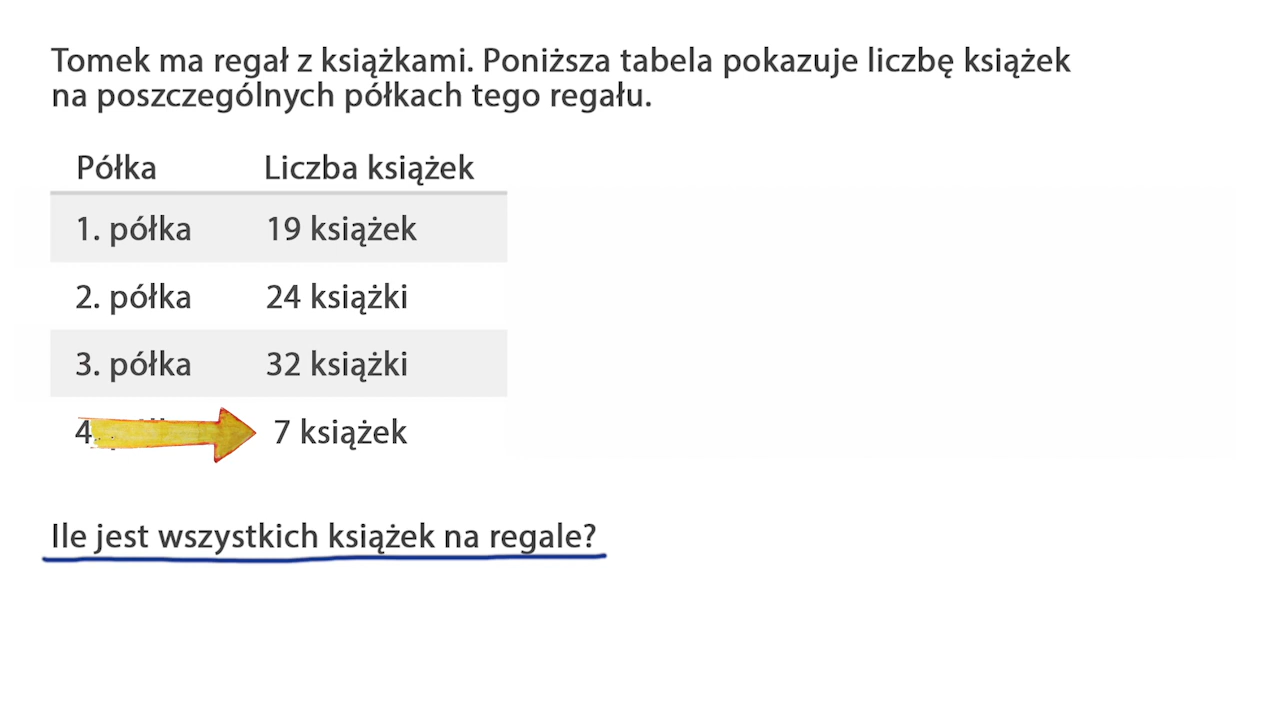 Tomek ma regał z książkami. Poniższa tabela pokazuje liczbę książek
na poszczególnych półkach tego regału.
Półka Liczba książek
1. półka 19 książek
2. półka 24 książki
3. półka 32 książki
4 7 książek
Ile jest wszystkich książek na regale?